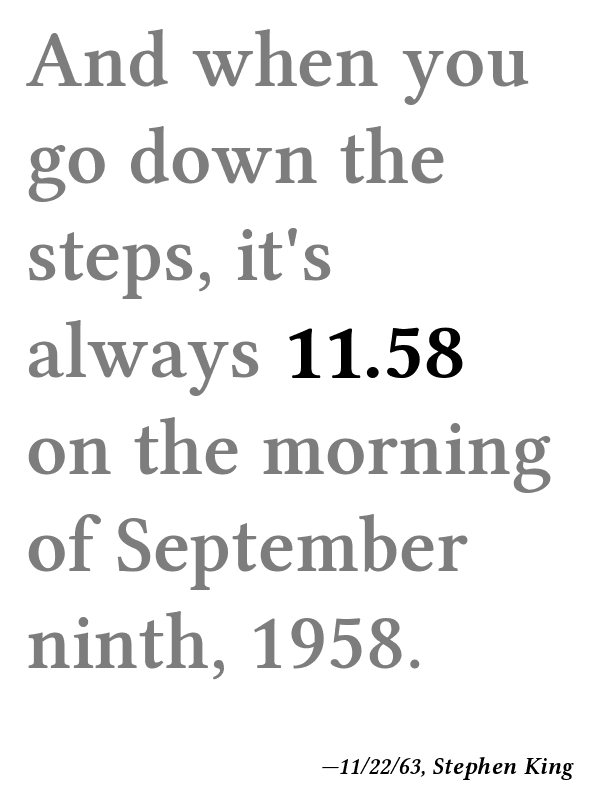 And when you
go down the
steps, it's
always 11.58
on the morning
of September
ninth, 1958.
—11/22/63, Stephen King